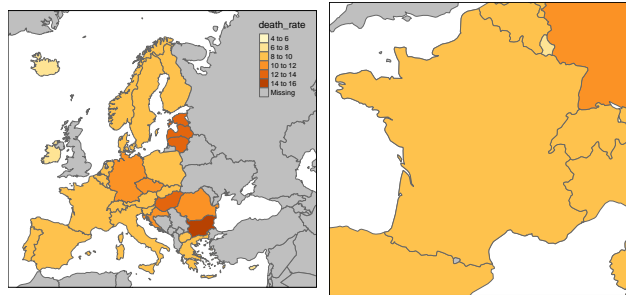 death_rate
4 to 6
6 to 8
8 to 10
10 to 12
12 to 14
14 to 16
Missing